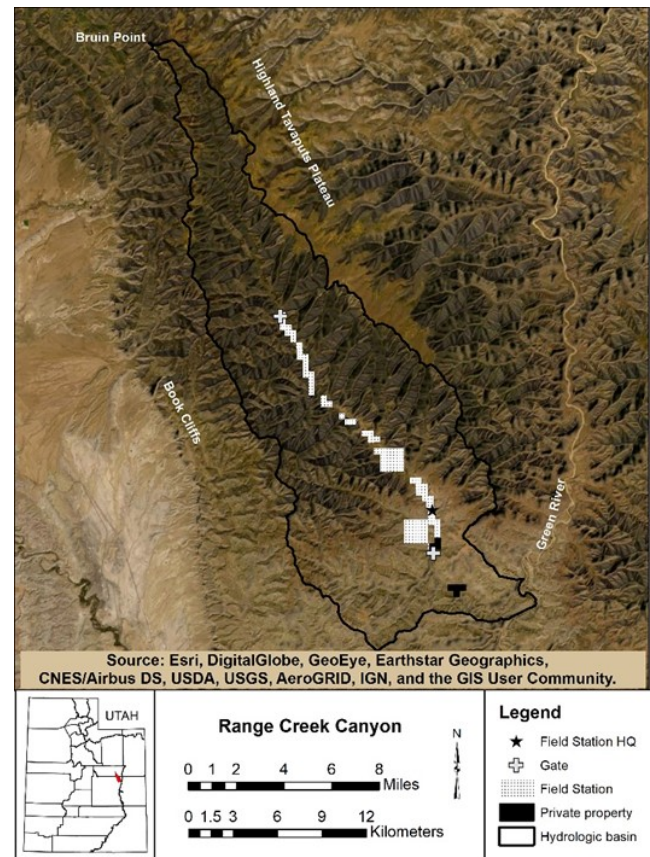 Bruin Point
Highland Tavaputs Plateau
Book Cliffs
Green River
Source: Esri, DigitalGlobe, GeoEye, Earthstar Geographics,
CNES/Airbus DS, USDA, USGS, AeroGRID, IGN, and the GIS User Community.
UTAH
Range Creek Canyon
N
0 1 2 4 6 8
Miles
0 1.5 3 6 9 12
Kilometers
Legend
Field Station HQ
Gate
Field Station
Private property
Hydrologic basin